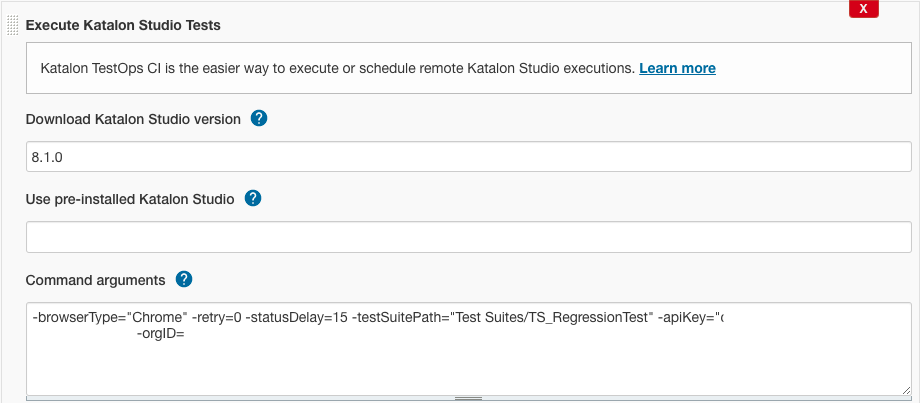 X
Execute Katalon Studio Tests
Katalon TestOps CI is the easier way to execute or schedule remote Katalon Studio executions. Learn more
Download Katalon Studio version ?
8.1.0
Use pre-installed Katalon Studio ?
Command arguments ?
-browserType="Chrome" -retry=0 -statusDelay=15 -testSuitePath="Test Suites/TS_RegressionTest" -apiKey="
-orgID=